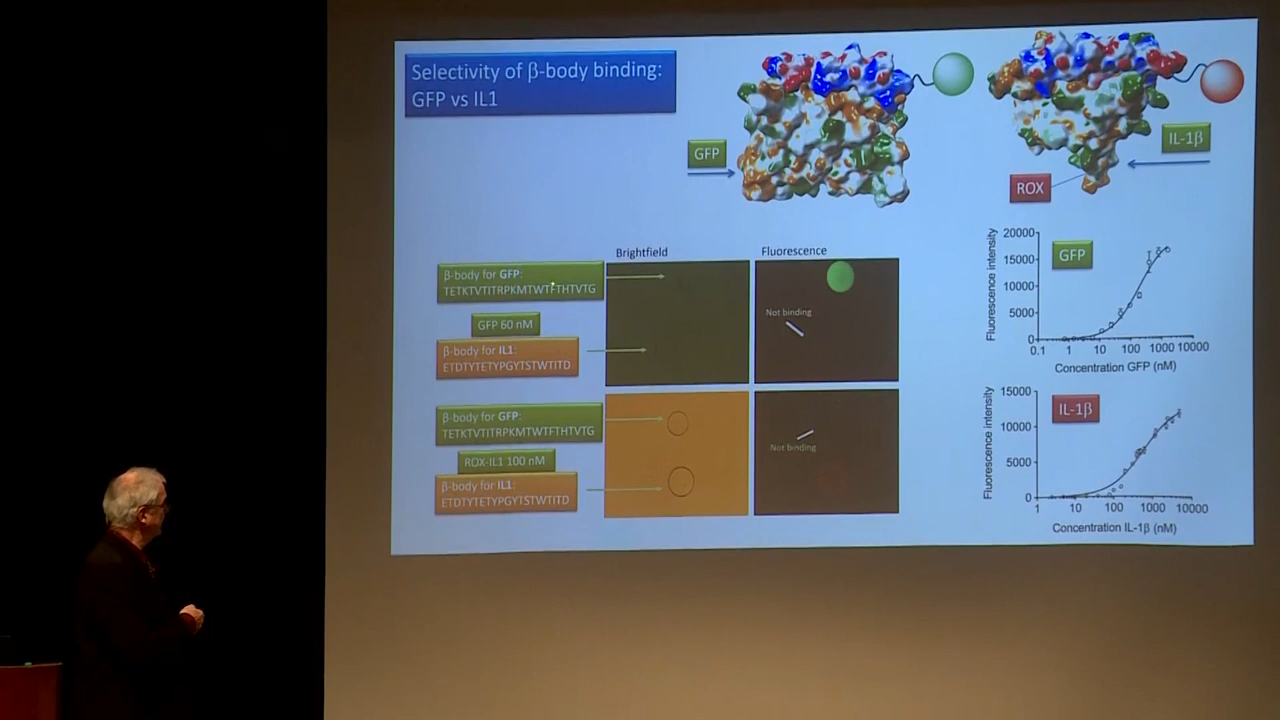 Selectivity of β-body binding:
GFP vs IL1
GFP
IL-1β
ROX
Brightfield
Fluorescence
β-body for GFP:
TETKTVTITRPKMTWTFTHTVTG
GFP 60 nM
β-body for IL1:
ETDTYTETYPGYTSTWTITD
Not binding
β-body for GFP:
TETKTVTITRPKMTWTFTHTVTG
ROX-IL1 100 nM
β-body for IL1:
ETDTYTETYPGYTSTWTITD
Not binding
Fluorescence intensity
20000
15000
10000
5000
0
GFP
0.1 1 10 100 1000 10000
Concentration GFP (nM)
Fluorescence intensity
15000
10000
5000
0
IL-1β
1 10 100 1000 10000
Concentration IL-1β (nM)